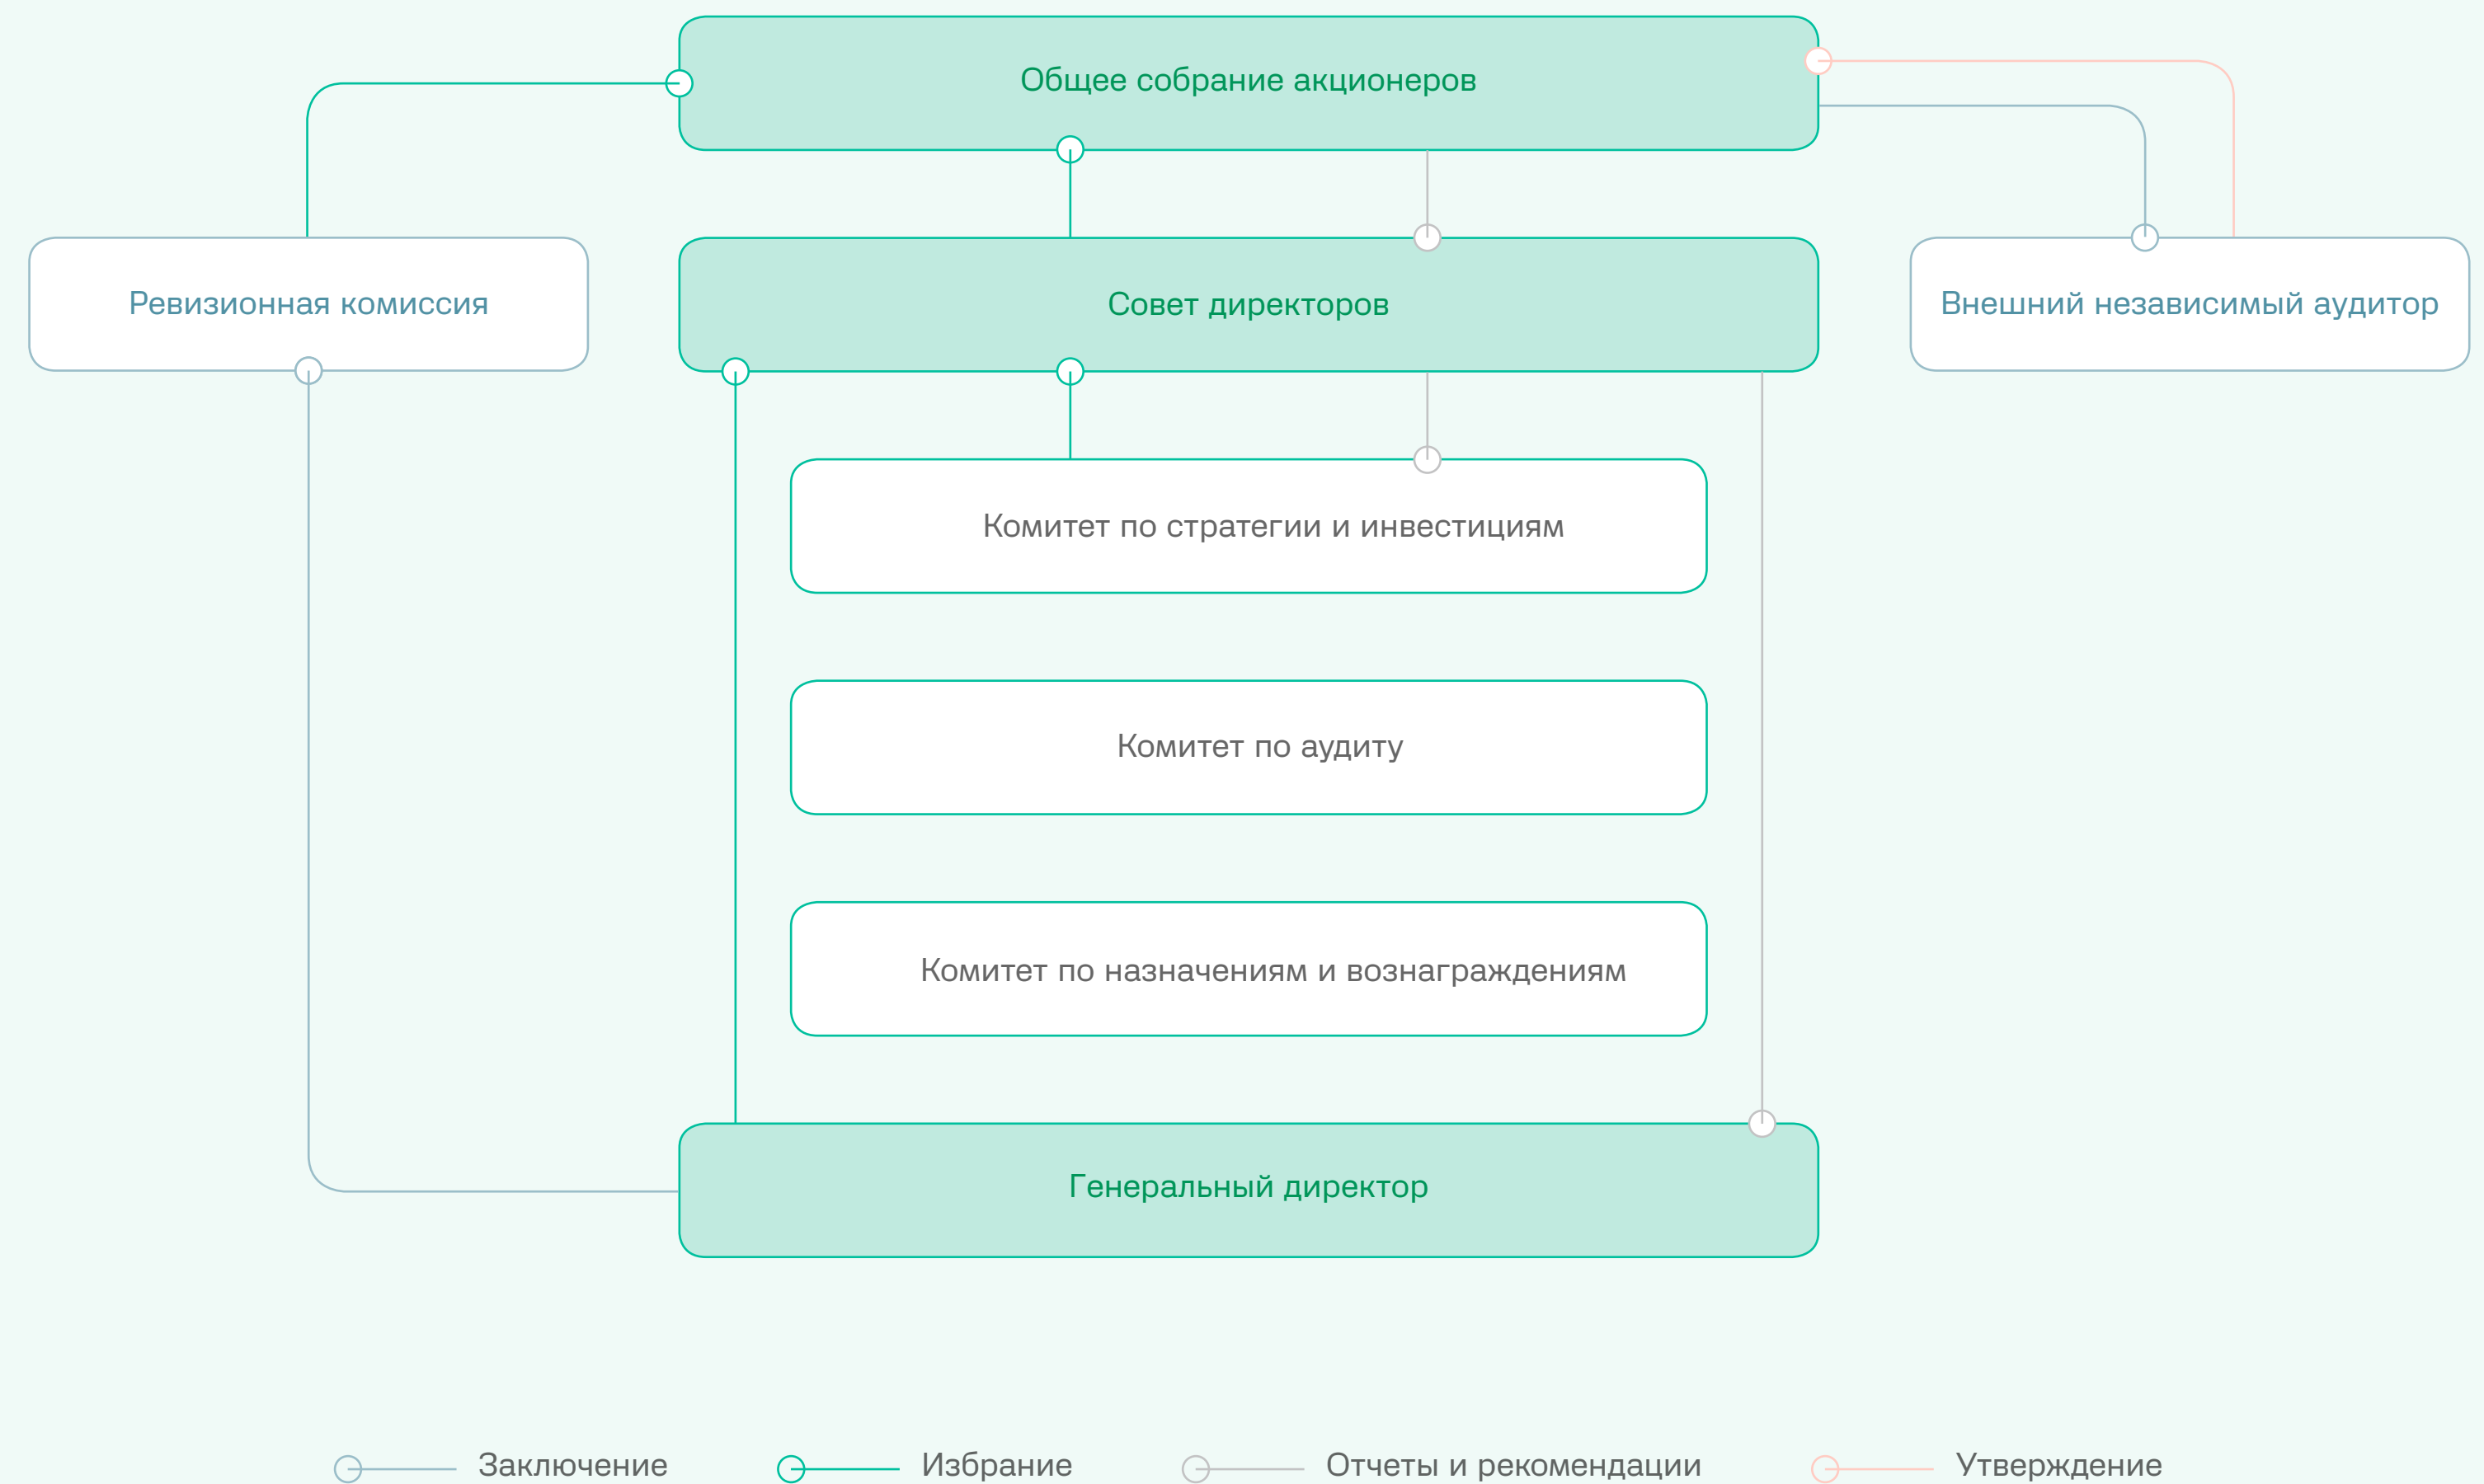 Общее собрание акционеров
Ревизионная комиссия
Совет директоров
Внешний независимый аудитор
Комитет по стратегии и инвестициям
Комитет по аудиту
Комитет по назначениям и вознаграждениям
Генеральный директор
Заключение
Избрание
Отчеты и рекомендации
Утверждение